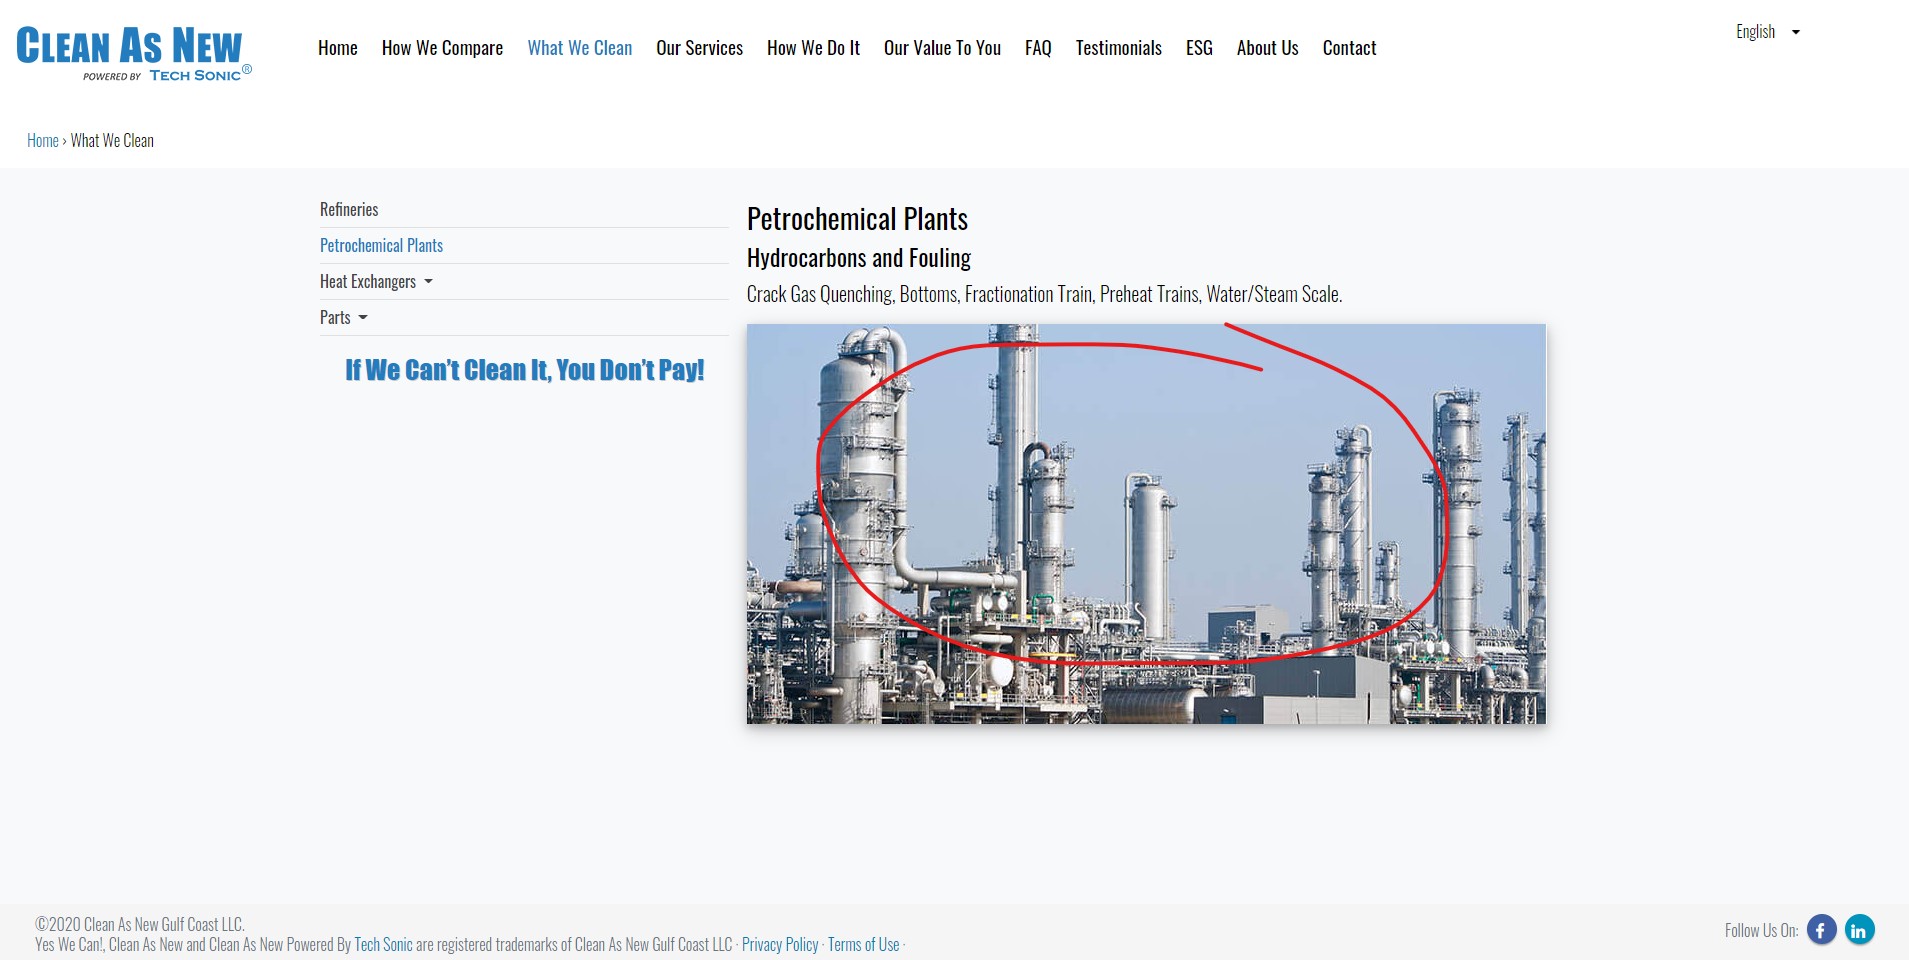 CLEAN AS NEW
POWERED BY TECH SONIC®
Home How We Compare What We Clean Our Services How We Do It Our Value To You FAQ Testimonials ESG About Us Contact
English
Home › What We Clean
Refineries
Petrochemical Plants
Heat Exchangers
Parts
If We Can't Clean It, You Don't Pay!
Petrochemical Plants
Hydrocarbons and Fouling
Crack Gas Quenching, Bottoms, Fractionation Train, Preheat Trains, Water/Steam Scale.
©2020 Clean As New Gulf Coast LLC.
Yes We Can!, Clean As New and Clean As New Powered By Tech Sonic are registered trademarks of Clean As New Gulf Coast LLC · Privacy Policy · Terms of Use ·
Follow Us On: f in